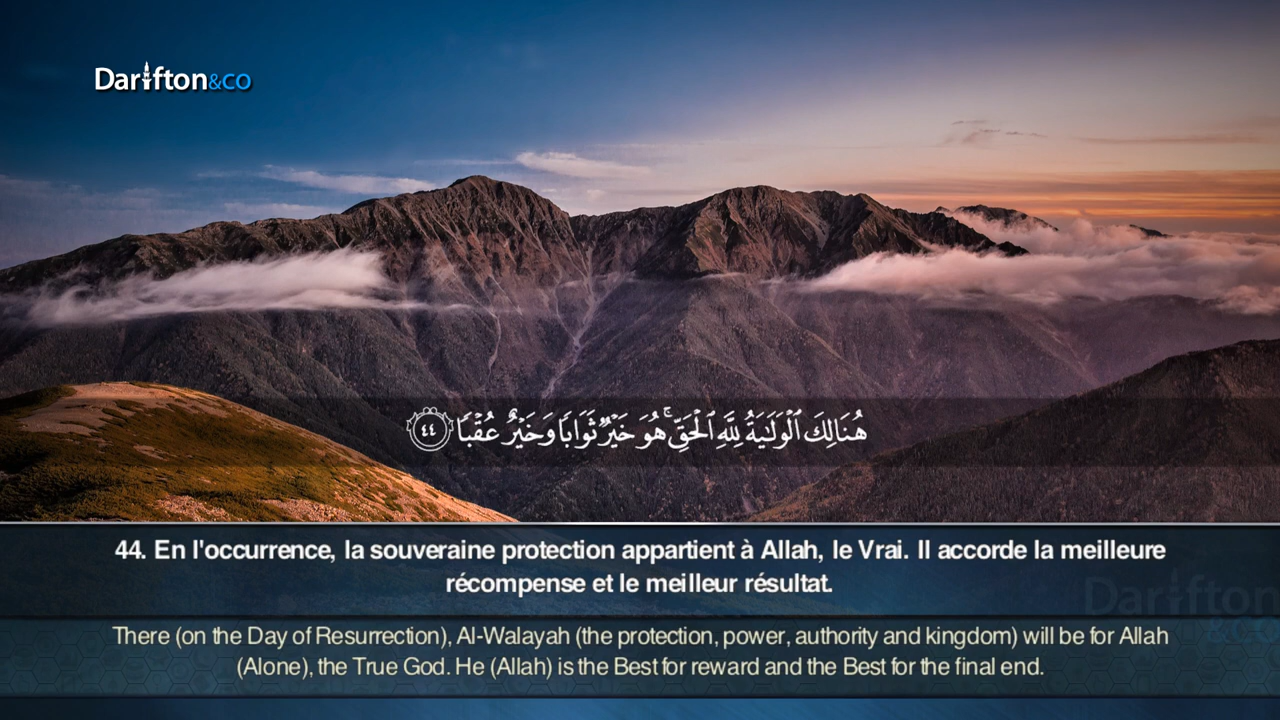 Darifton&co
هُنَالِكَ ٱلْوَلَٰيَةُ لِلَّهِ ٱلْحَقِّ ۚ هُوَ خَيْرٌ ثَوَابًا وَخَيْرٌ عُقْبًا ٤٤
44. En l'occurrence, la souveraine protection appartient à Allah, le Vrai. Il accorde la meilleure
récompense et le meilleur résultat.
Darifton
&co
There (on the Day of Resurrection), Al-Walayah (the protection, power, authority and kingdom) will be for Allah
(Alone), the True God. He (Allah) is the Best for reward and the Best for the final end.